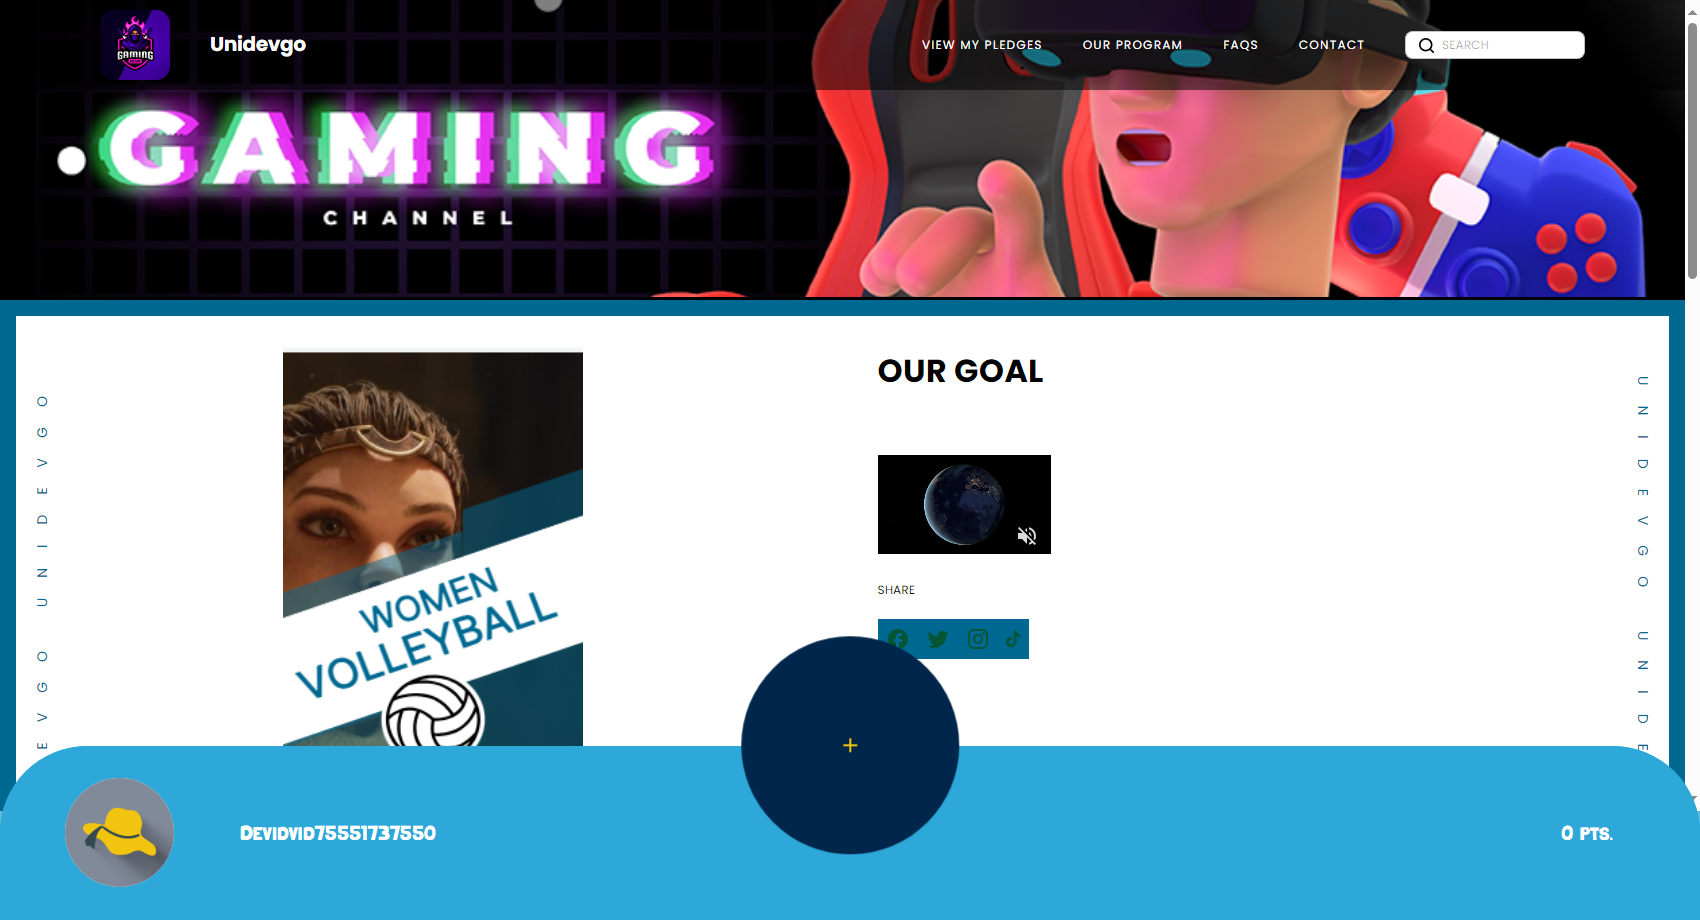 GAMING
Unidevgo
VIEW MY PLEDGES
OUR PROGRAM
FAQS
CONTACT
SEARCH
GAMING
CHANNEL
OUR GOAL
WOMEN
VOLLEYBALL
SHARE
EVGO UNIDEVGO
UNIDEVGO UNIDE
Devidvid75551737550
0 PTS.